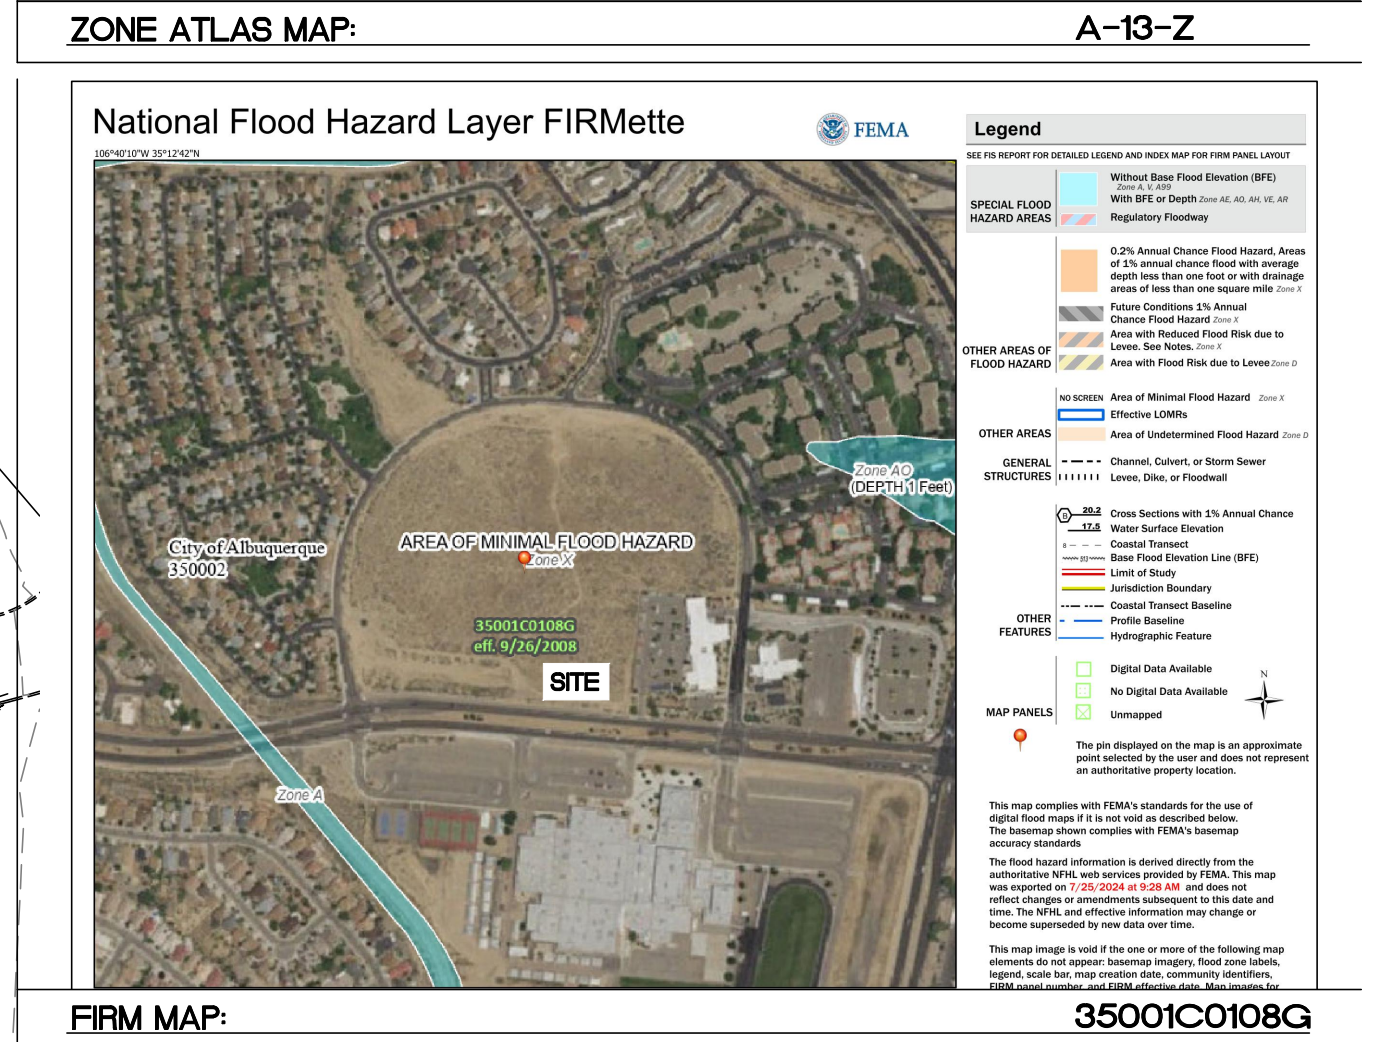 ZONE ATLAS MAP:
A-13-Z
National Flood Hazard Layer FIRMette
FEMA
106°40'10"W 35°12'42"N
Legend
SEE FIS REPORT FOR DETAILED LEGEND AND INDEX MAP FOR FIRM PANEL LAYOUT
SPECIAL FLOOD
HAZARD AREAS
Without Base Flood Elevation (BFE)
Zone A, V, A99
With BFE or Depth Zone AE, AO, AH, VE, AR
Regulatory Floodway
0.2% Annual Chance Flood Hazard, Areas
of 1% annual chance flood with average
depth less than one foot or with drainage
areas of less than one square mile Zone X
Future Conditions 1% Annual
Chance Flood Hazard Zone X
Area with Reduced Flood Risk due to
Levee. See Notes. Zone X
Area with Flood Risk due to Levee Zone D
OTHER AREAS OF
FLOOD HAZARD
NO SCREEN Area of Minimal Flood Hazard Zone X
Effective LOMRs
OTHER AREAS
Area of Undetermined Flood Hazard Zone D
GENERAL
STRUCTURES
Channel, Culvert, or Storm Sewer
Levee, Dike, or Floodwall
B 20.2 Cross Sections with 1% Annual Chance
17.5 Water Surface Elevation
8 Coastal Transect
513 Base Flood Elevation Line (BFE)
Limit of Study
Jurisdiction Boundary
Coastal Transect Baseline
OTHER
FEATURES
Profile Baseline
Hydrographic Feature
Digital Data Available
No Digital Data Available
Unmapped
MAP PANELS
N
The pin displayed on the map is an approximate
point selected by the user and does not represent
an authoritative property location.
This map complies with FEMA's standards for the use of
digital flood maps if it is not void as described below.
The basemap shown complies with FEMA's basemap
accuracy standards
The flood hazard information is derived directly from the
authoritative NFHL web services provided by FEMA. This map
was exported on 7/25/2024 at 9:28 AM and does not
reflect changes or amendments subsequent to this date and
time. The NFHL and effective information may change or
become superseded by new data over time.
This map image is void if the one or more of the following map
elements do not appear: basemap imagery, flood zone labels,
legend, scale bar, map creation date, community identifiers,
FIRM panel number, and FIRM effective date. Map images for
Zone AO
(DEPTH 1 Feet)
City of Albuquerque
350002
AREA OF MINIMAL FLOOD HAZARD
Zone X
35001C0108G
eff. 9/26/2008
SITE
Zone A
FIRM MAP:
35001C0108G